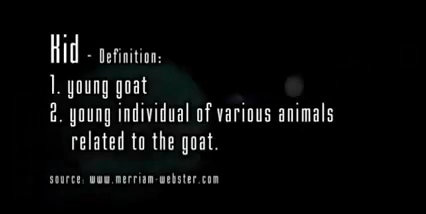 Kid - Definition:
1. young goat
2. young individual of various animals
related to the goat.
source: www.merriam-webster.com